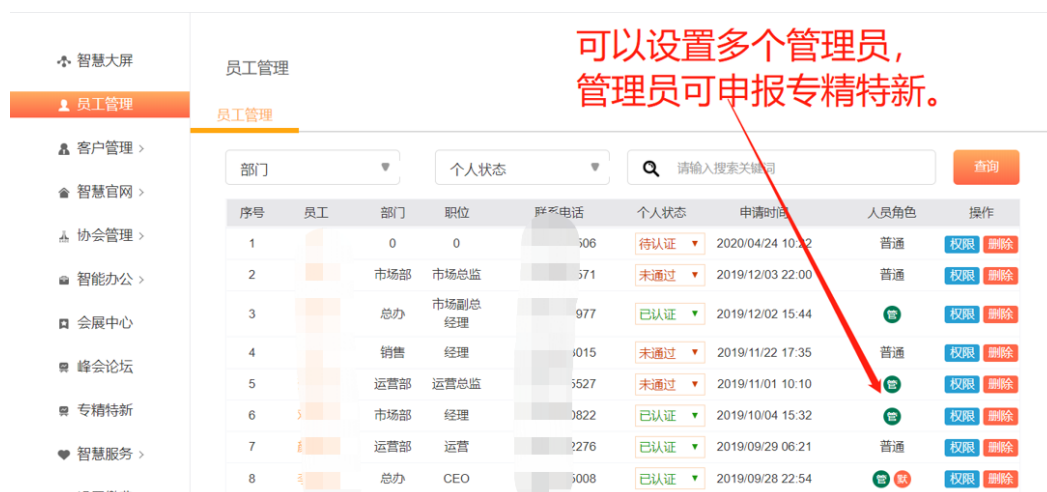 可以设置多个管理员，
管理员可申报专精特新。
智慧大屏
员工管理
客户管理
智慧官网
协会管理
智能办公
会展中心
峰会论坛
专精特新
智慧服务
员工管理
员工管理
部门 个人状态 请输入搜索关键词 查询
序号 员工 部门 职位 联系电话 个人状态 申请时间 人员角色 操作
1 0 0 506 待认证 2020/04/24 10:22 普通 权限 删除
2 市场部 市场总监 571 未通过 2019/12/03 22:00 普通 权限 删除
3 总办 市场副总 977 已认证 2019/12/02 15:44 管 权限 删除
经理
4 销售 经理 015 未通过 2019/11/22 17:35 普通 权限 删除
5 运营部 运营总监 5527 未通过 2019/11/01 10:10 管 权限 删除
6 市场部 经理 0822 已认证 2019/10/04 15:32 管 权限 删除
7 运营部 运营 2276 已认证 2019/09/29 06:21 普通 权限 删除
8 总办 CEO 5008 已认证 2019/09/28 22:54 管 默 权限 删除